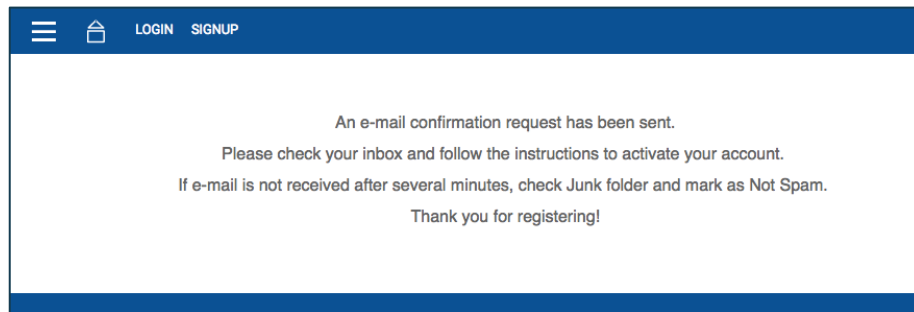 LOGIN SIGNUP
An e-mail confirmation request has been sent.
Please check your inbox and follow the instructions to activate your account.
If e-mail is not received after several minutes, check Junk folder and mark as Not Spam.
Thank you for registering!